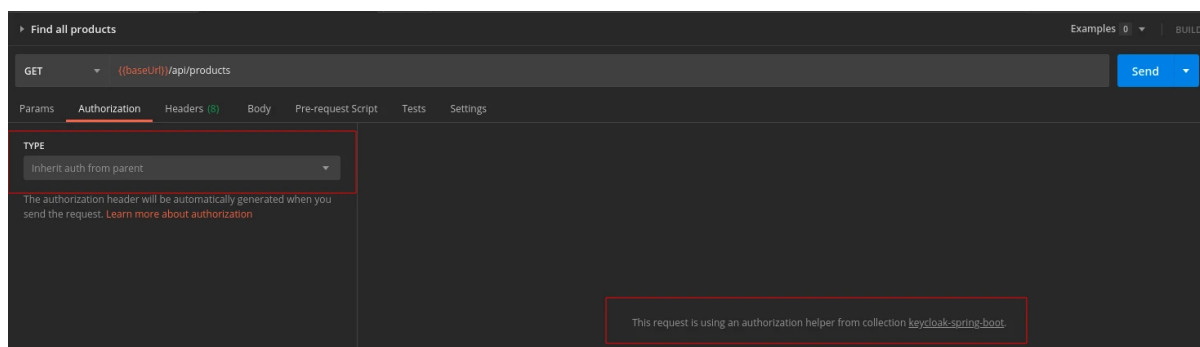 Find all products
Examples 0
BUILD
GET
{{baseUrl}}/api/products
Send
Params Authorization Headers (8) Body Pre-request Script Tests Settings
TYPE
Inherit auth from parent
The authorization header will be automatically generated when you
send the request. Learn more about authorization
This request is using an authorization helper from collection keycloak-spring-boot.